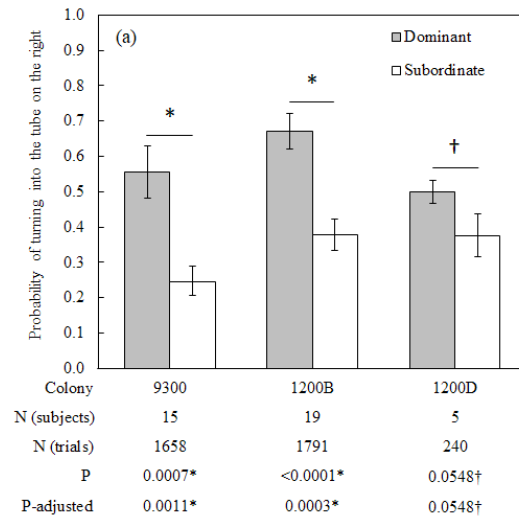 Probability of turning into the tube on the right
1.0
0.9
0.8
0.7
0.6
0.5
0.4
0.3
0.2
0.1
0.0
(a)
Dominant
Subordinate
*
*
†
Colony 9300 1200B 1200D
N (subjects) 15 19 5
N (trials) 1658 1791 240
P 0.0007* <0.0001* 0.0548†
P-adjusted 0.0011* 0.0003* 0.0548†